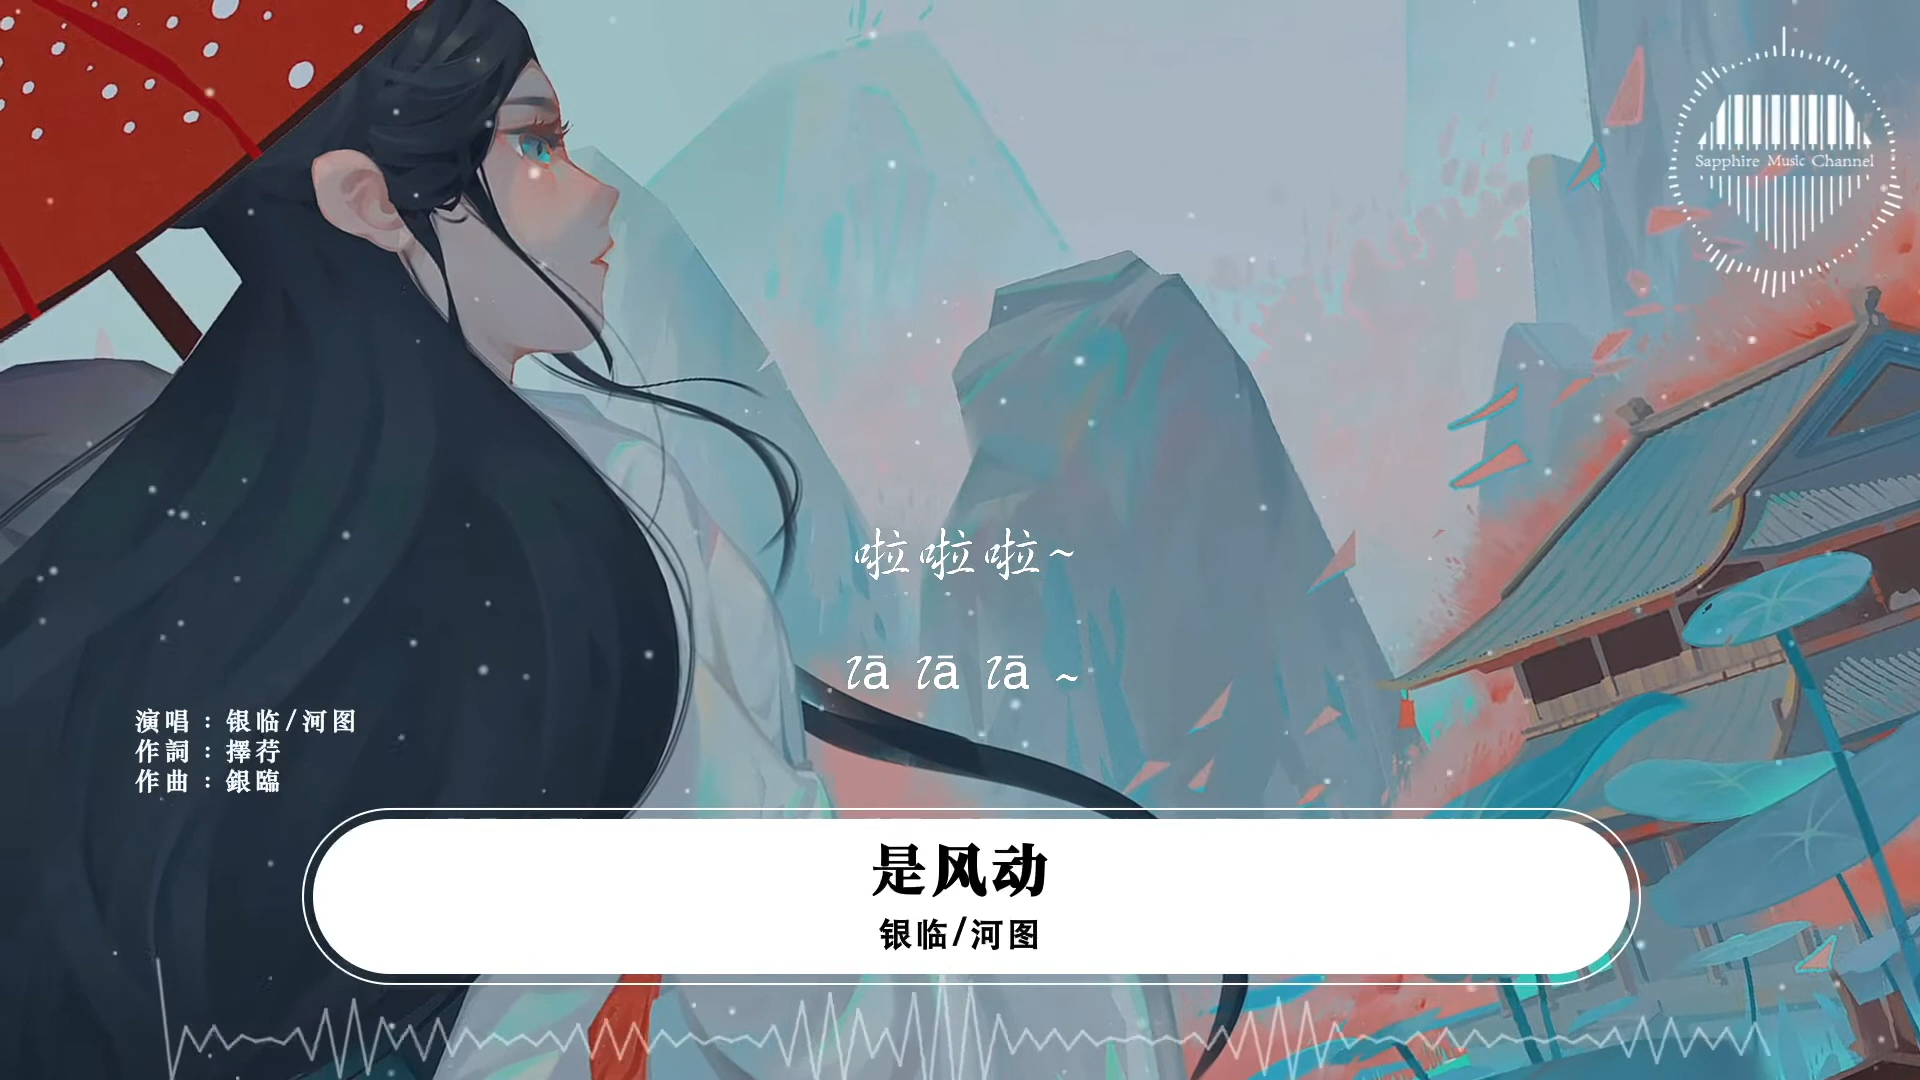 Sapphire Music Channel
啦啦啦~
lā lā lā ~
演唱：银临/河图
作詞：擇荇
作曲：銀臨
是风动
银临/河图